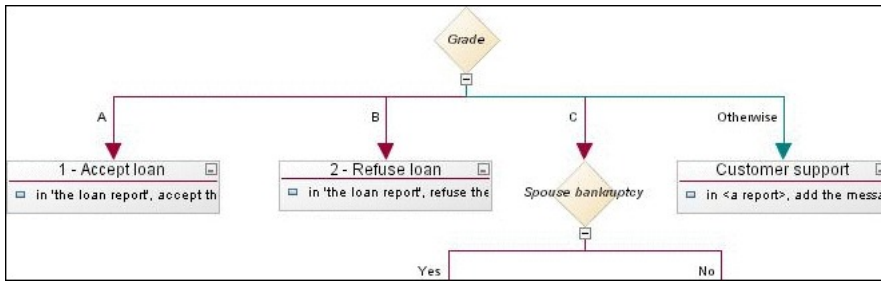 Grade
A
B
C
Otherwise
1 - Accept loan
2 - Refuse loan
Customer support
in 'the loan report', accept th
in 'the loan report', refuse the
Spouse bankruptcy
in <a report>, add the messa
Yes
No